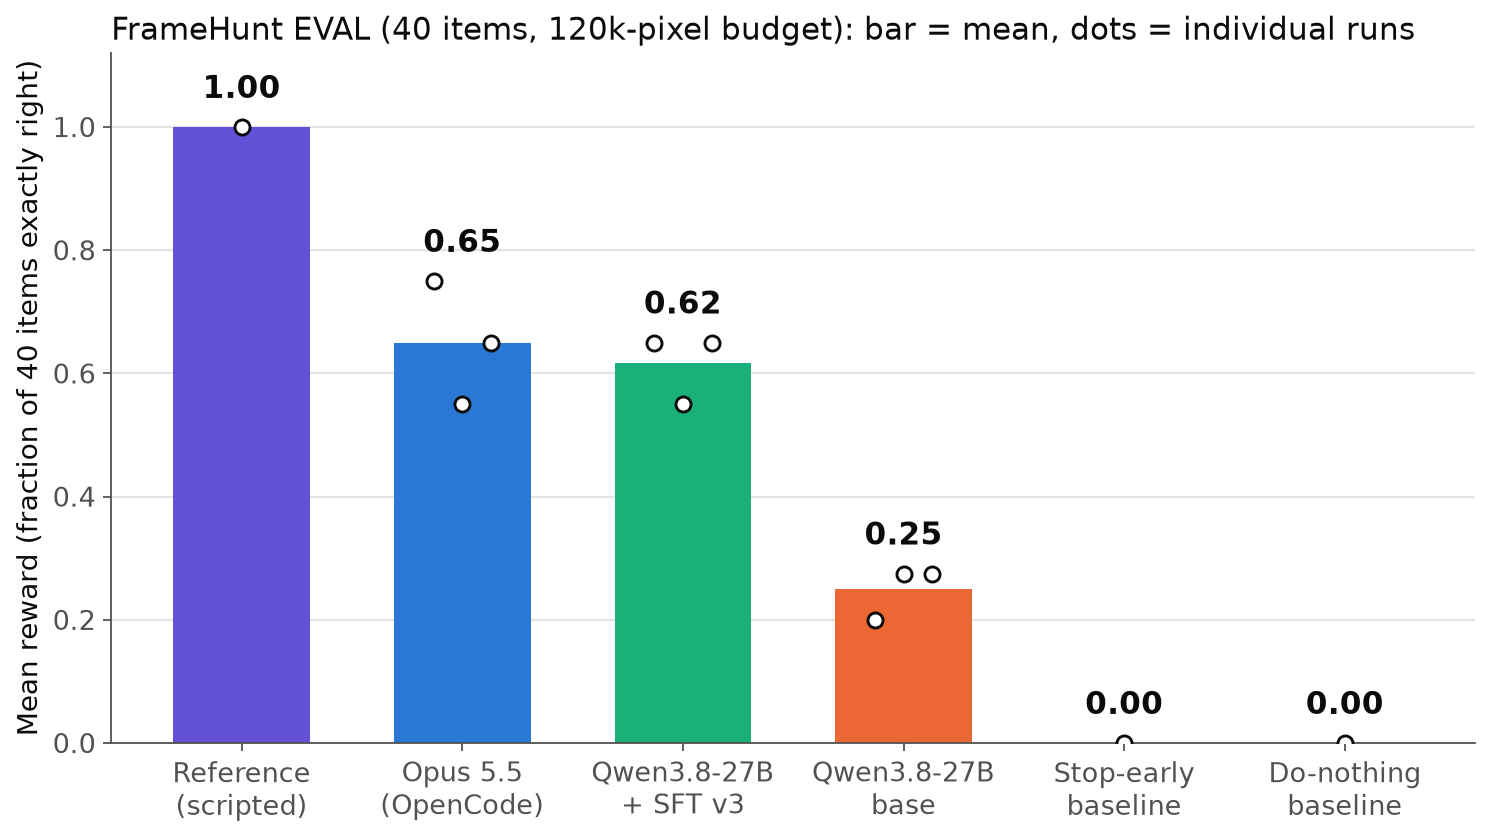 FrameHunt EVAL (40 items, 120k-pixel budget): bar = mean, dots = individual runs
Mean reward (fraction of 40 items exactly right)
1.0
0.8
0.6
0.4
0.2
0.0
1.00
0.65
0.62
0.25
0.00
0.00
Reference
(scripted)
Opus 5.5
(OpenCode)
Qwen3.8-27B
+ SFT v3
Qwen3.8-27B
base
Stop-early
baseline
Do-nothing
baseline